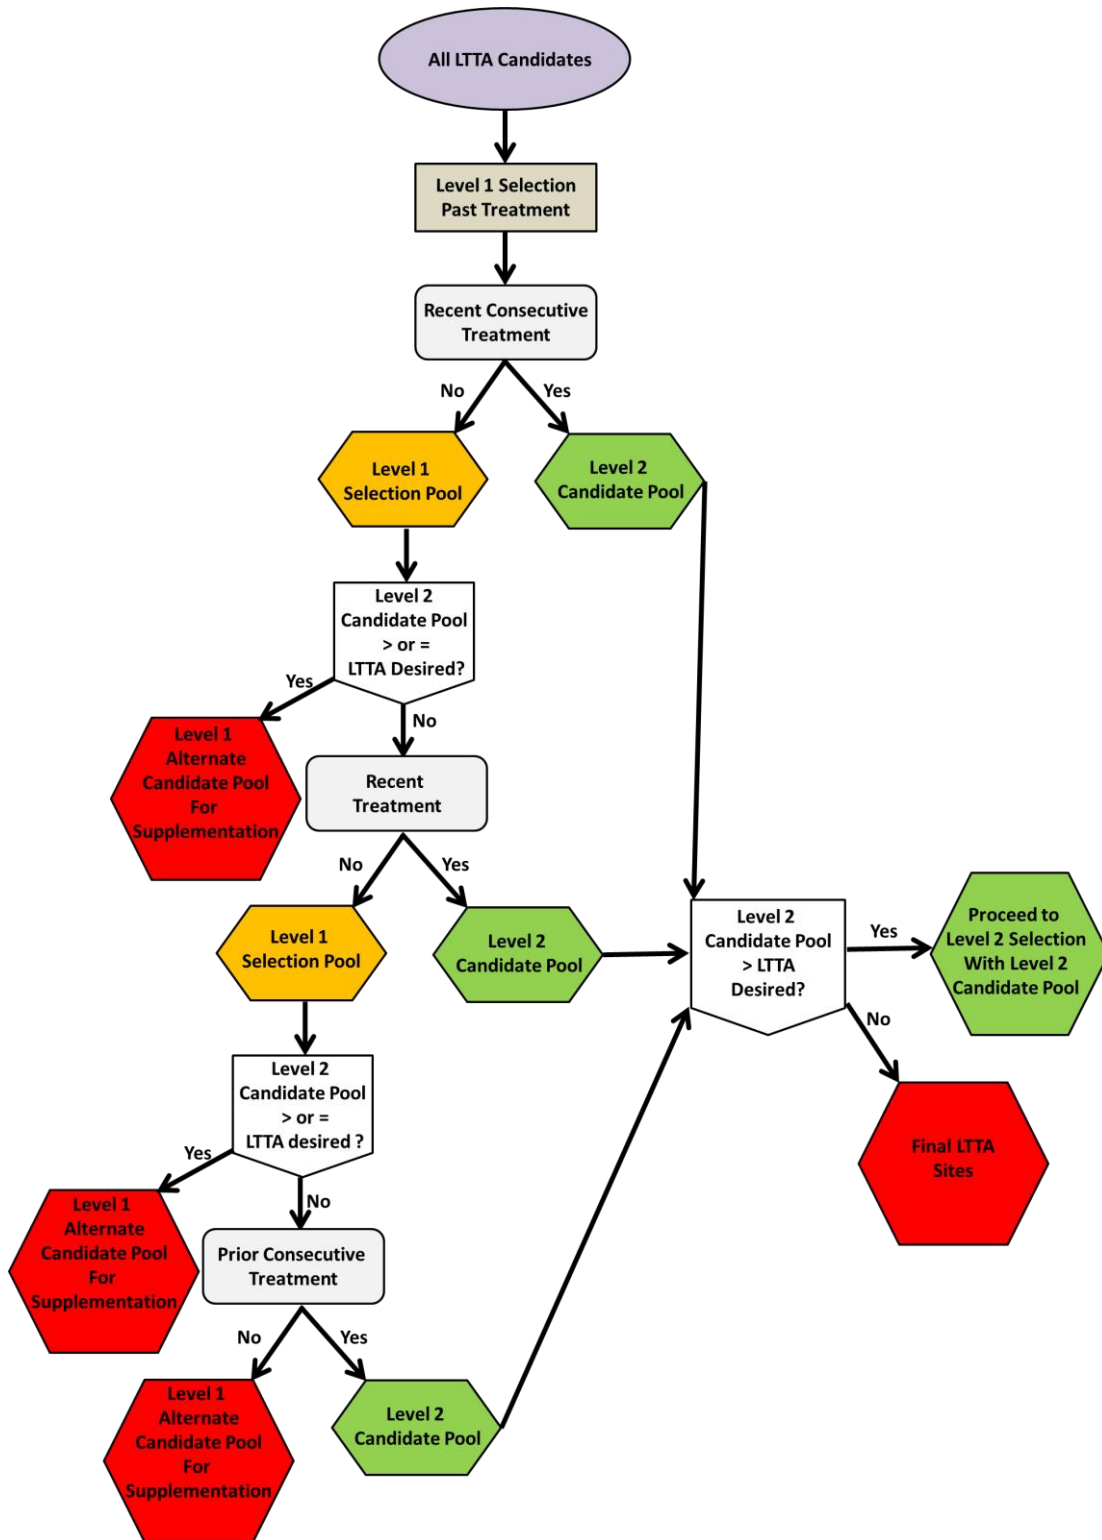 All LTTA Candidates
Level 1 Selection
Past Treatment
Recent Consecutive
Treatment
No
Yes
Level 1
Selection Pool
Level 2
Candidate Pool
Level 2
Candidate Pool
> or =
LTTA Desired?
Yes
No
Level 1
Alternate
Candidate Pool
For
Supplementation
Recent
Treatment
No
Yes
Level 1
Selection Pool
Level 2
Candidate Pool
Level 2
Candidate Pool
> LTTA
Desired?
Yes
Proceed to
Level 2 Selection
With Level 2
Candidate Pool
No
Final LTTA
Sites
Level 2
Candidate Pool
> or =
LTTA desired ?
Yes
No
Level 1
Alternate
Candidate Pool
For
Supplementation
Prior Consecutive
Treatment
No
Yes
Level 1
Alternate
Candidate Pool
For
Supplementation
Level 2
Candidate Pool